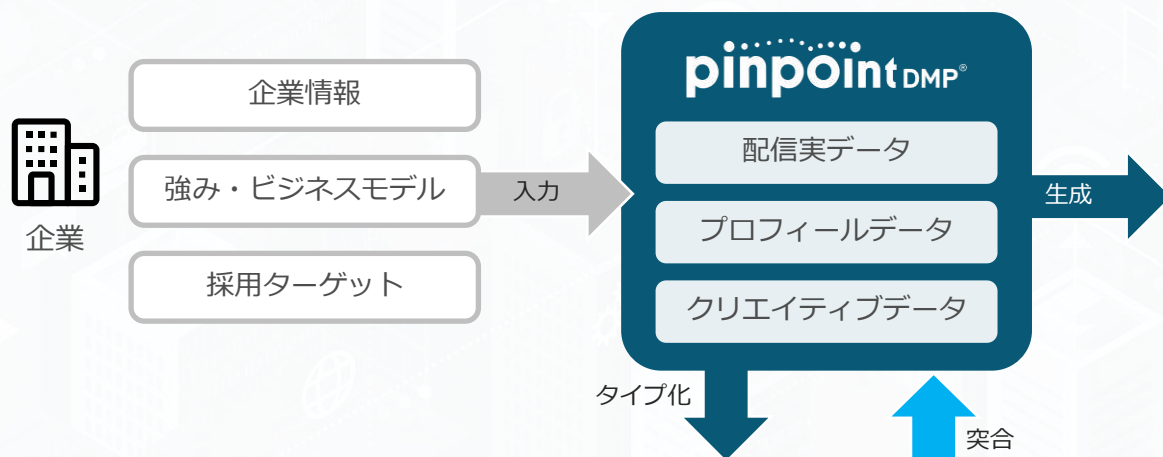 企業
企業情報
強み・ビジネスモデル
採用ターゲット
入力
pinpoint DMP®
配信実データ
プロフィールデータ
クリエイティブデータ
生成
タイプ化
突合